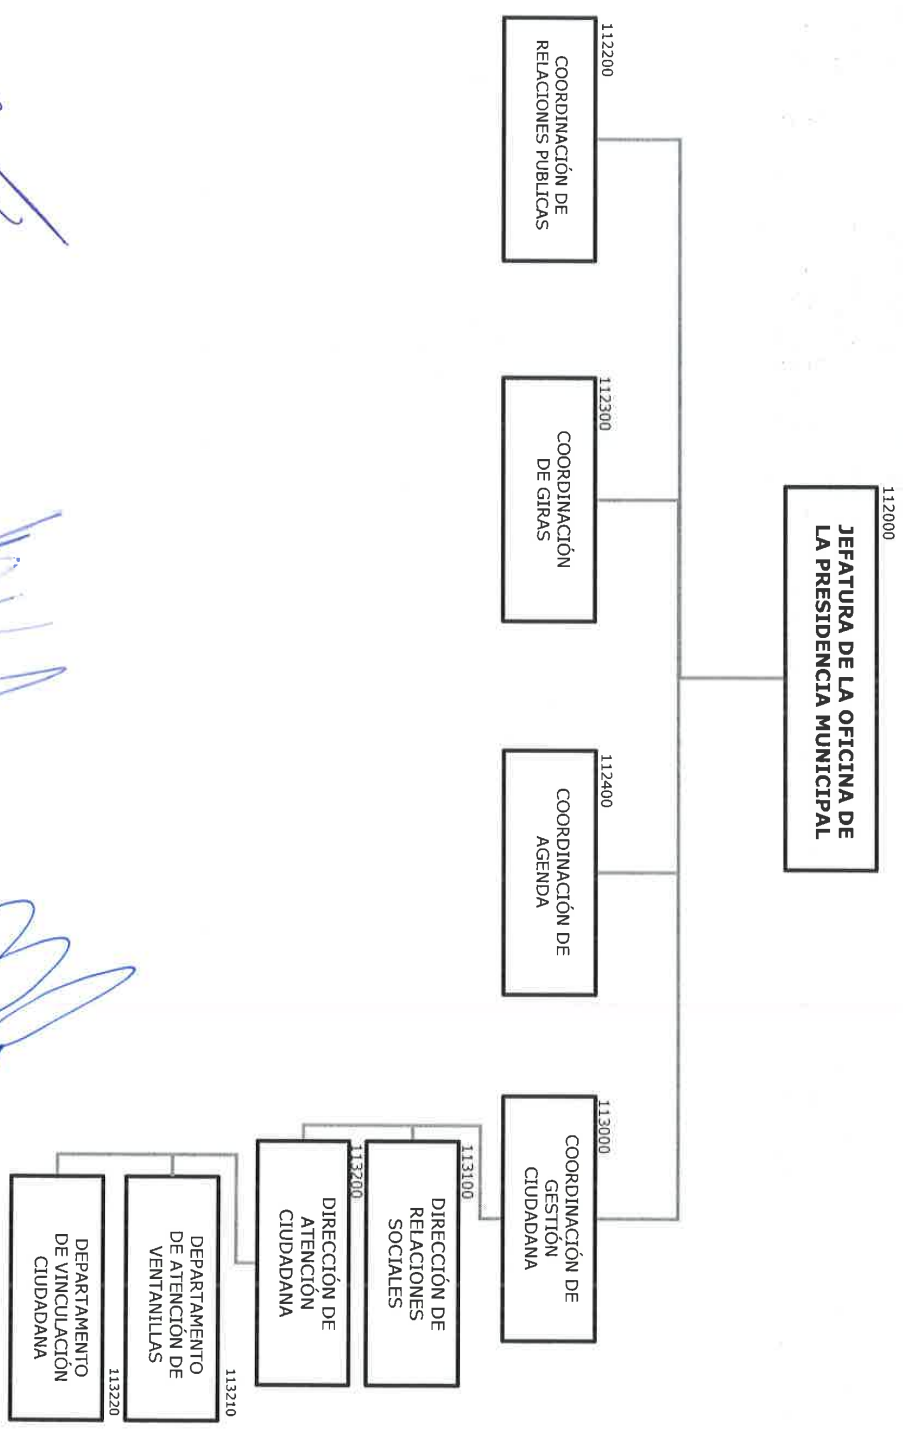 112000
JEFATURA DE LA OFICINA DE
LA PRESIDENCIA MUNICIPAL
112200
COORDINACIÓN DE
RELACIONES PUBLICAS
112300
COORDINACIÓN
DE GIRAS
112400
COORDINACIÓN DE
AGENDA
113000
COORDINACIÓN DE
GESTIÓN
CIUDADANA
113100
DIRECCIÓN DE
RELACIONES
SOCIALES
113200
DIRECCIÓN DE
ATENCIÓN
CIUDADANA
113210
DEPARTAMENTO
DE ATENCIÓN DE
VENTANILLAS
113220
DEPARTAMENTO
DE VINCULACIÓN
CIUDADANA